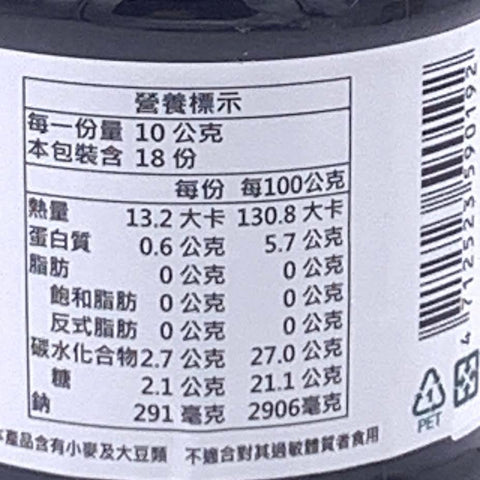 營養標示
每一份量 10 公克
本包裝含 18 份
每份 每100公克
熱量 13.2 大卡 130.8 大卡
蛋白質 0.6 公克 5.7 公克
脂肪 0 公克 0 公克
飽和脂肪 0 公克 0 公克
反式脂肪 0 公克 0 公克
碳水化合物 2.7 公克 27.0 公克
糖 2.1 公克 21.1 公克
鈉 291 毫克 2906毫克
產品含有小麥及大豆類 不適合對其過敏體質者食用
4 712523 590192
1
PET